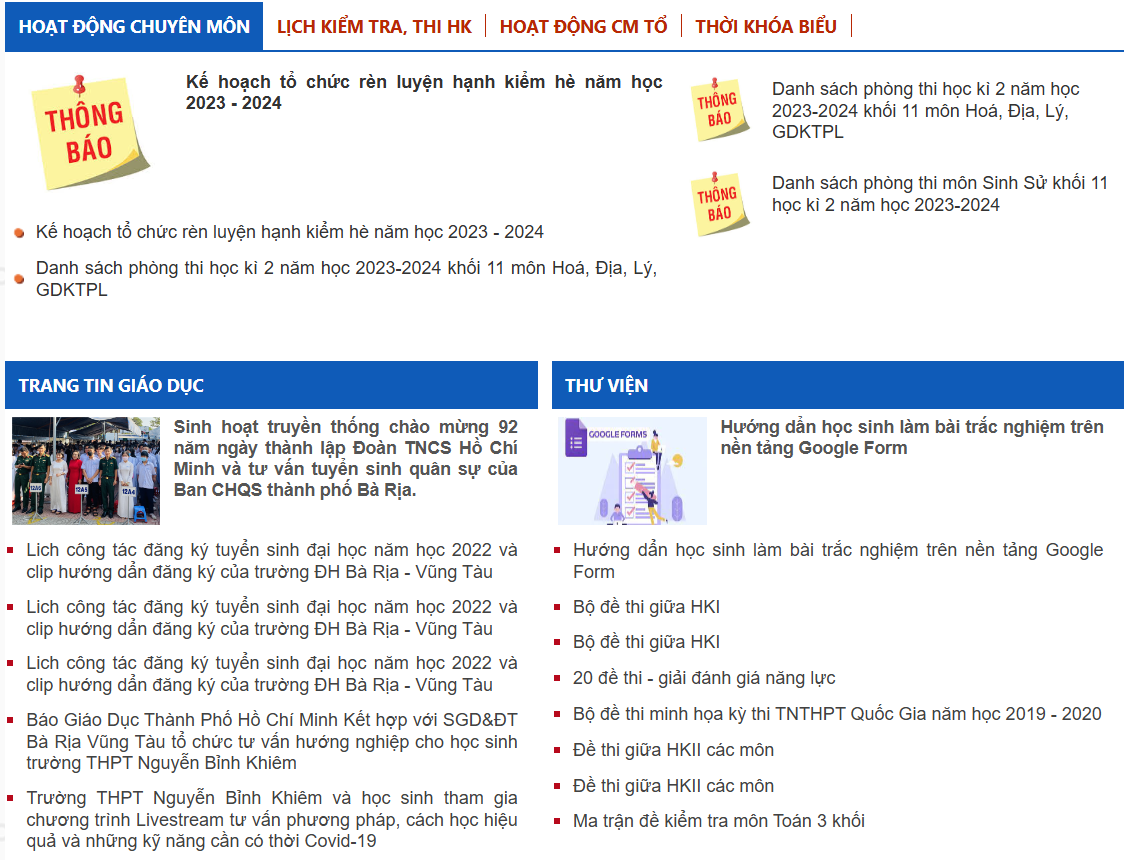 HOẠT ĐỘNG CHUYÊN MÔN
LỊCH KIỂM TRA, THI HK
HOẠT ĐỘNG CM TỔ
THỜI KHÓA BIỂU
THÔNG
BÁO
Kế hoạch tổ chức rèn luyện hạnh kiểm hè năm học
2023 - 2024
Kế hoạch tổ chức rèn luyện hạnh kiểm hè năm học 2023 - 2024
Danh sách phòng thi học kì 2 năm học 2023-2024 khối 11 môn Hoá, Địa, Lý,
GDKTPL
THÔNG
BÁO
Danh sách phòng thi học kì 2 năm học
2023-2024 khối 11 môn Hoá, Địa, Lý,
GDKTPL
THÔNG
BÁO
Danh sách phòng thi môn Sinh Sử khối 11
học kì 2 năm học 2023-2024
TRANG TIN GIÁO DỤC
12A6
12A5
12A4
Sinh hoạt truyền thống chào mừng 92
năm ngày thành lập Đoàn TNCS Hồ Chí
Minh và tư vấn tuyển sinh quân sự của
Ban CHQS thành phố Bà Rịa.
Lich công tác đăng ký tuyển sinh đại học năm học 2022 và
clip hướng dẩn đăng ký của trường ĐH Bà Rịa - Vũng Tàu
Lich công tác đăng ký tuyển sinh đại học năm học 2022 và
clip hướng dẩn đăng ký của trường ĐH Bà Rịa - Vũng Tàu
Lich công tác đăng ký tuyển sinh đại học năm học 2022 và
clip hướng dẩn đăng ký của trường ĐH Bà Rịa - Vũng Tàu
Báo Giáo Dục Thành Phố Hồ Chí Minh Kết hợp với SGD&ĐT
Bà Rịa Vũng Tàu tổ chức tư vấn hướng nghiệp cho học sinh
trường THPT Nguyễn Bỉnh Khiêm
Trường THPT Nguyễn Bỉnh Khiêm và học sinh tham gia
chương trình Livestream tư vấn phương pháp, cách học hiệu
quả và những kỹ năng cần có thời Covid-19
THƯ VIỆN
GOOGLE FORMS
Hướng dẩn học sinh làm bài trắc nghiệm trên
nền tảng Google Form
Hướng dẩn học sinh làm bài trắc nghiệm trên nền tảng Google
Form
Bộ đề thi giữa HKI
Bộ đề thi giữa HKI
20 đề thi - giải đánh giá năng lực
Bộ đề thi minh họa kỳ thi TNTHPT Quốc Gia năm học 2019 - 2020
Đề thi giữa HKII các môn
Đề thi giữa HKII các môn
Ma trận đề kiểm tra môn Toán 3 khối